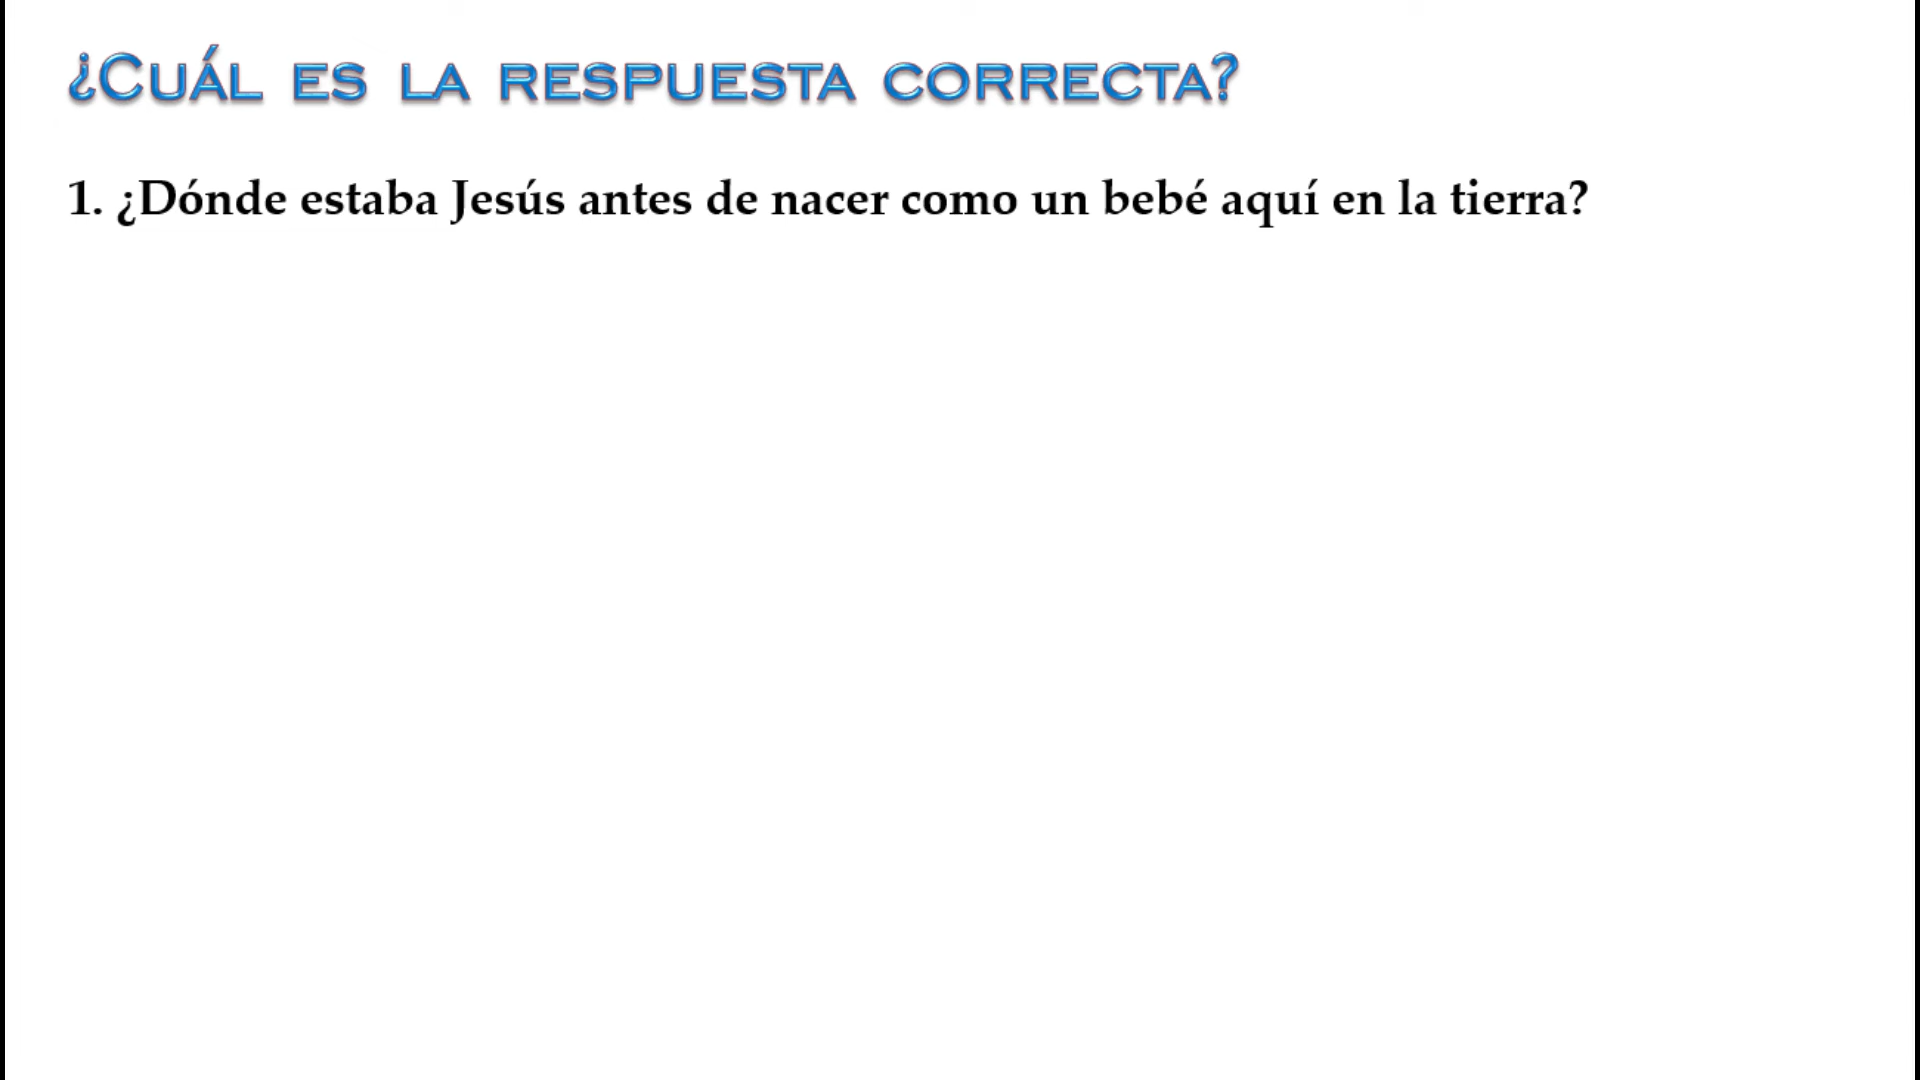 ¿Cuál es la respuesta correcta?
1. ¿Dónde estaba Jesús antes de nacer como un bebé aquí en la tierra?